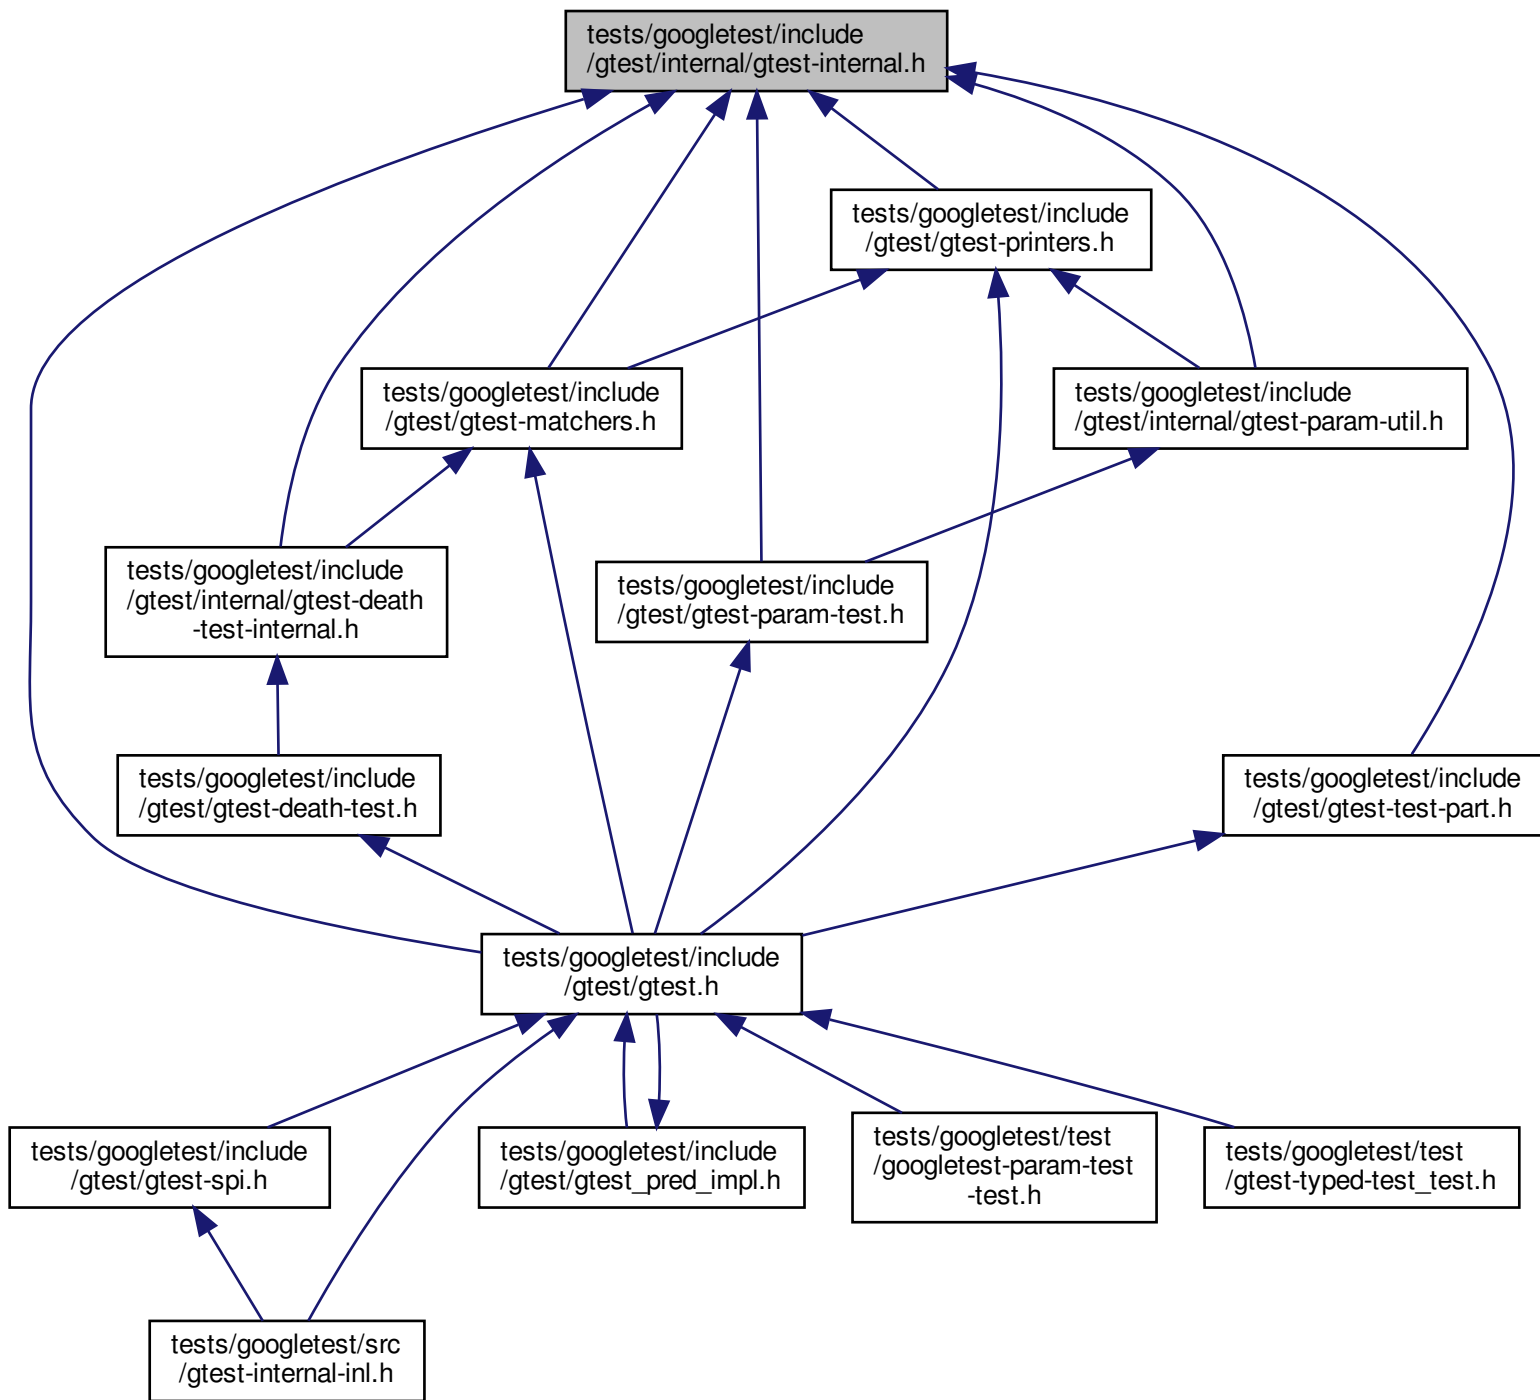 tests/googletest/include
/gtest/internal/gtest-internal.h
tests/googletest/include
/gtest/gtest-printers.h
tests/googletest/include
/gtest/gtest-matchers.h
tests/googletest/include
/gtest/internal/gtest-param-util.h
tests/googletest/include
/gtest/internal/gtest-death
-test-internal.h
tests/googletest/include
/gtest/gtest-param-test.h
tests/googletest/include
/gtest/gtest-death-test.h
tests/googletest/include
/gtest/gtest-test-part.h
tests/googletest/include
/gtest/gtest.h
tests/googletest/include
/gtest/gtest-spi.h
tests/googletest/include
/gtest/gtest_pred_impl.h
tests/googletest/test
/googletest-param-test
-test.h
tests/googletest/test
/gtest-typed-test_test.h
tests/googletest/src
/gtest-internal-inl.h